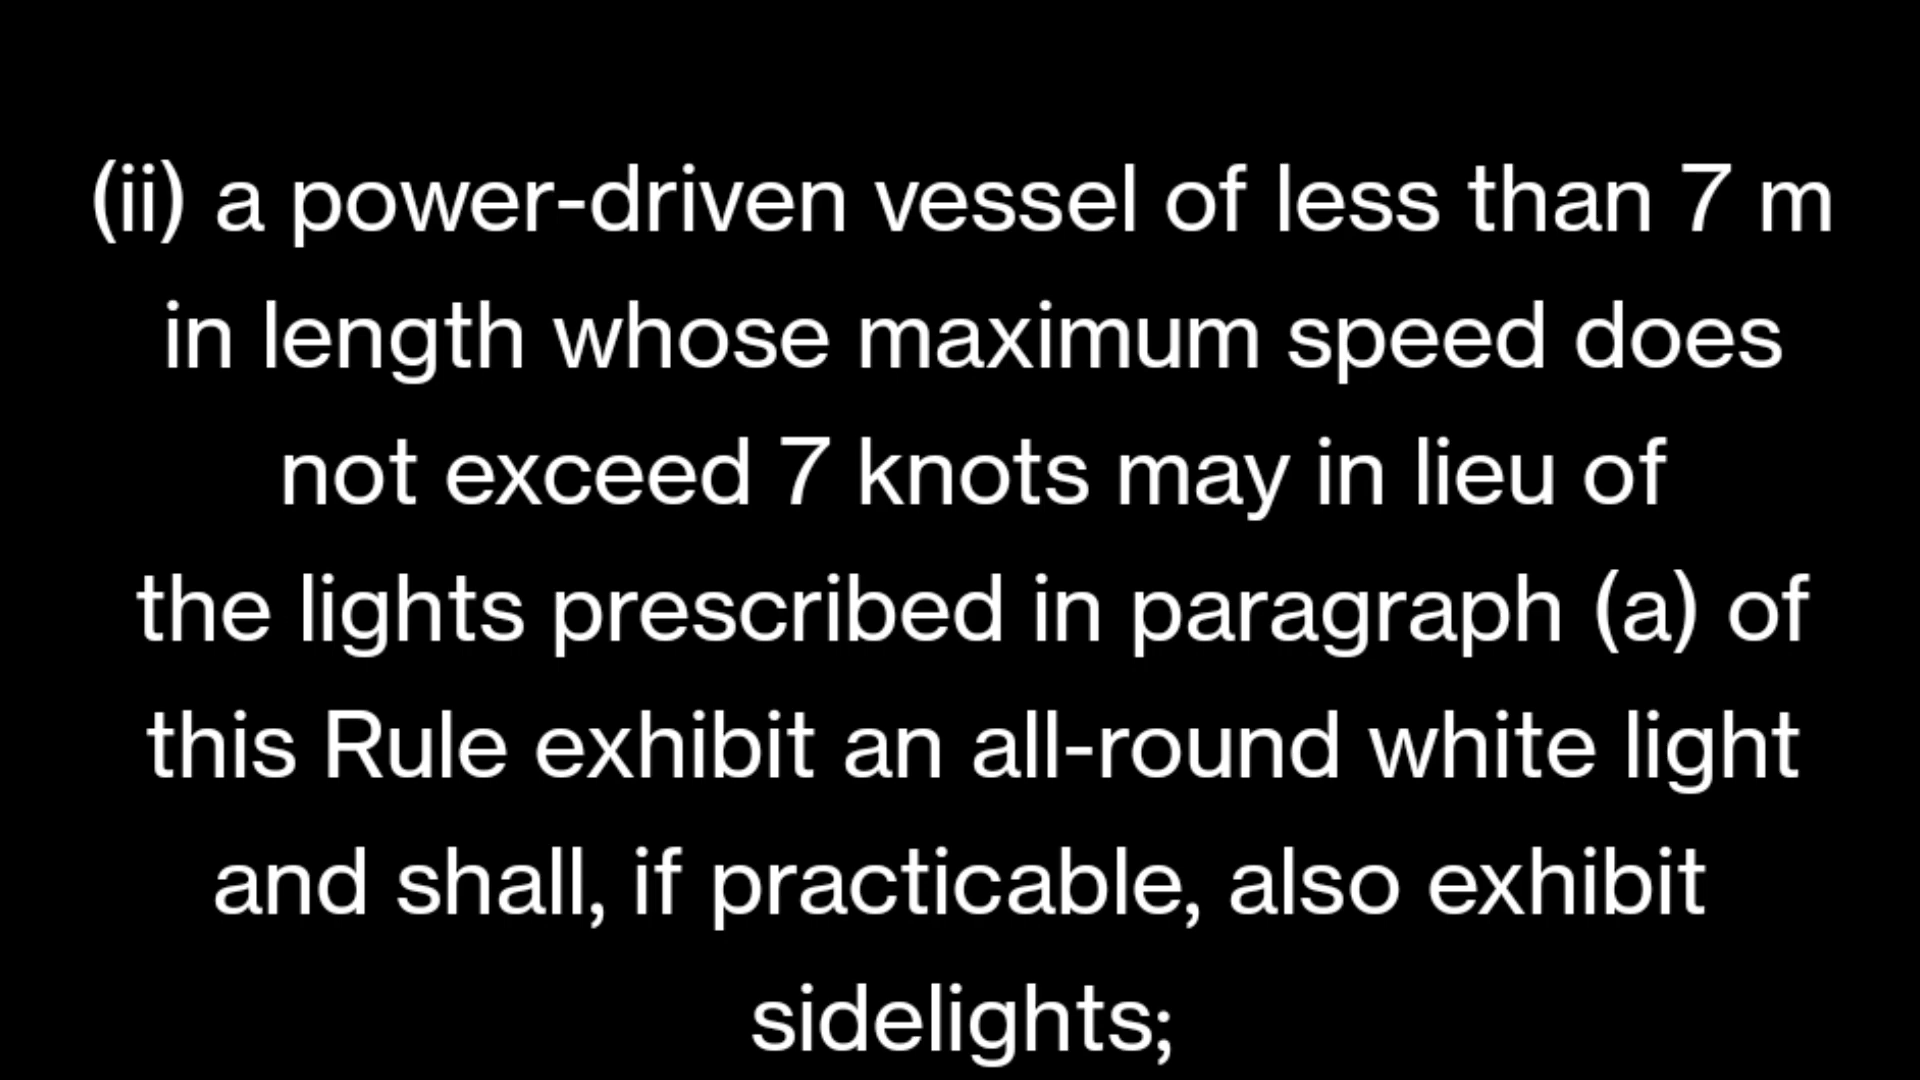 (ii) a power-driven vessel of less than 7 m
in length whose maximum speed does
not exceed 7 knots may in lieu of
the lights prescribed in paragraph (a) of
this Rule exhibit an all-round white light
and shall, if practicable, also exhibit
sidelights;